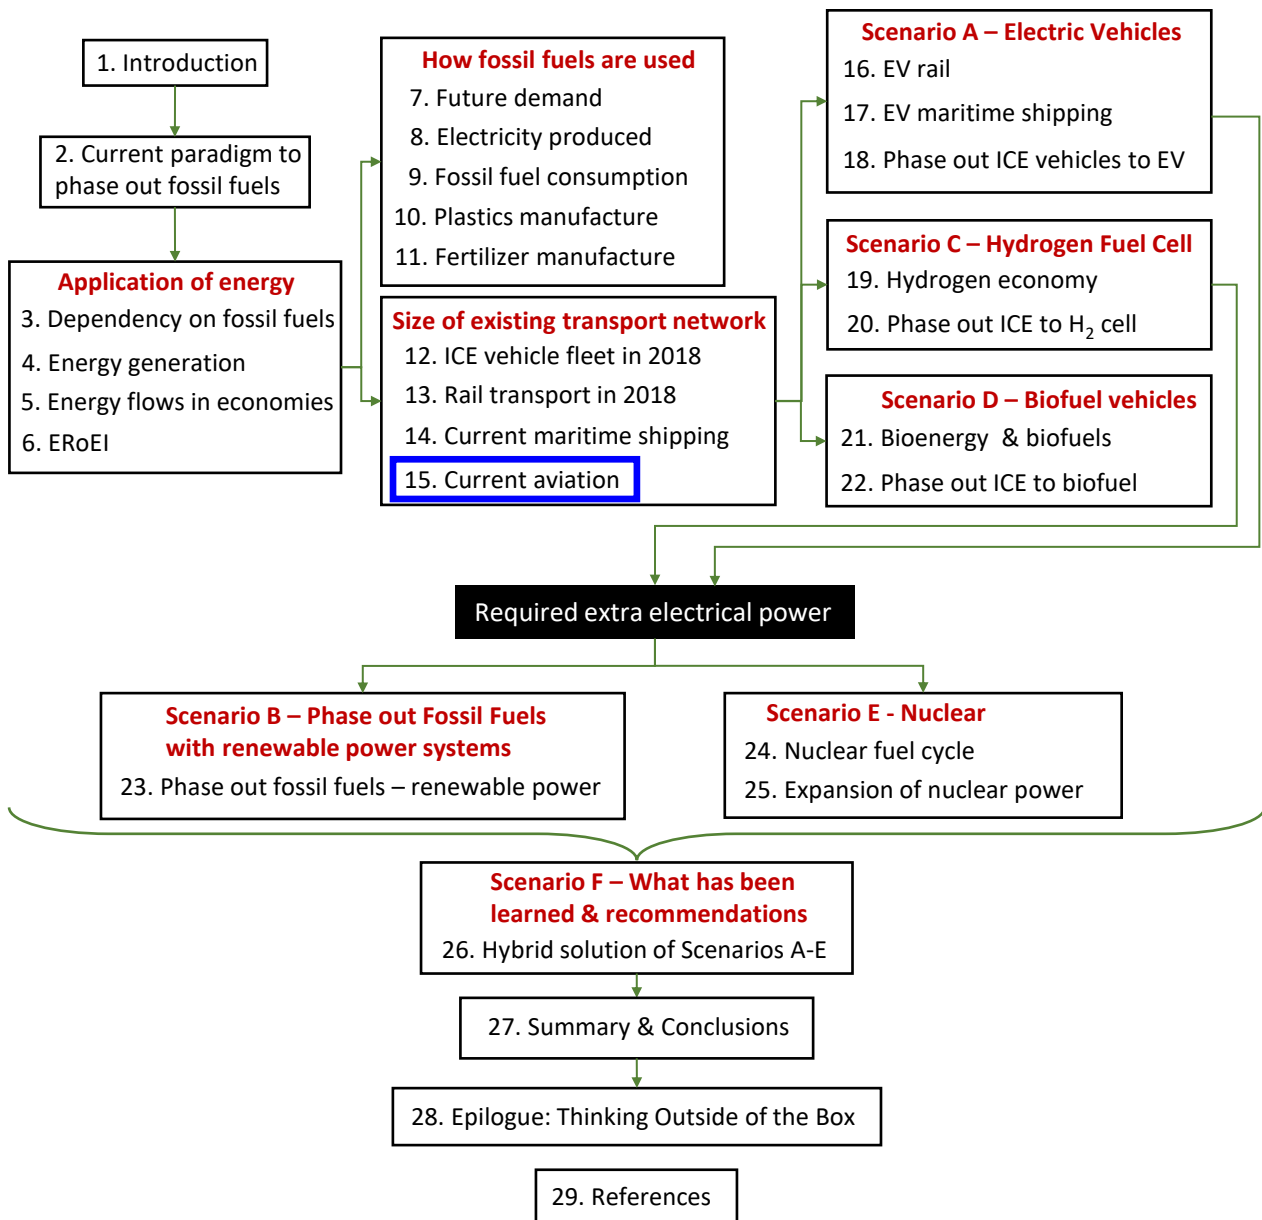 1. Introduction
2. Current paradigm to
phase out fossil fuels
Application of energy
3. Dependency on fossil fuels
4. Energy generation
5. Energy flows in economies
6. ERoEI
How fossil fuels are used
7. Future demand
8. Electricity produced
9. Fossil fuel consumption
10. Plastics manufacture
11. Fertilizer manufacture
Size of existing transport network
12. ICE vehicle fleet in 2018
13. Rail transport in 2018
14. Current maritime shipping
15. Current aviation
Scenario A – Electric Vehicles
16. EV rail
17. EV maritime shipping
18. Phase out ICE vehicles to EV
Scenario C – Hydrogen Fuel Cell
19. Hydrogen economy
20. Phase out ICE to H₂ cell
Scenario D – Biofuel vehicles
21. Bioenergy & biofuels
22. Phase out ICE to biofuel
Required extra electrical power
Scenario B – Phase out Fossil Fuels
with renewable power systems
23. Phase out fossil fuels – renewable power
Scenario E - Nuclear
24. Nuclear fuel cycle
25. Expansion of nuclear power
Scenario F – What has been
learned & recommendations
26. Hybrid solution of Scenarios A-E
27. Summary & Conclusions
28. Epilogue: Thinking Outside of the Box
29. References